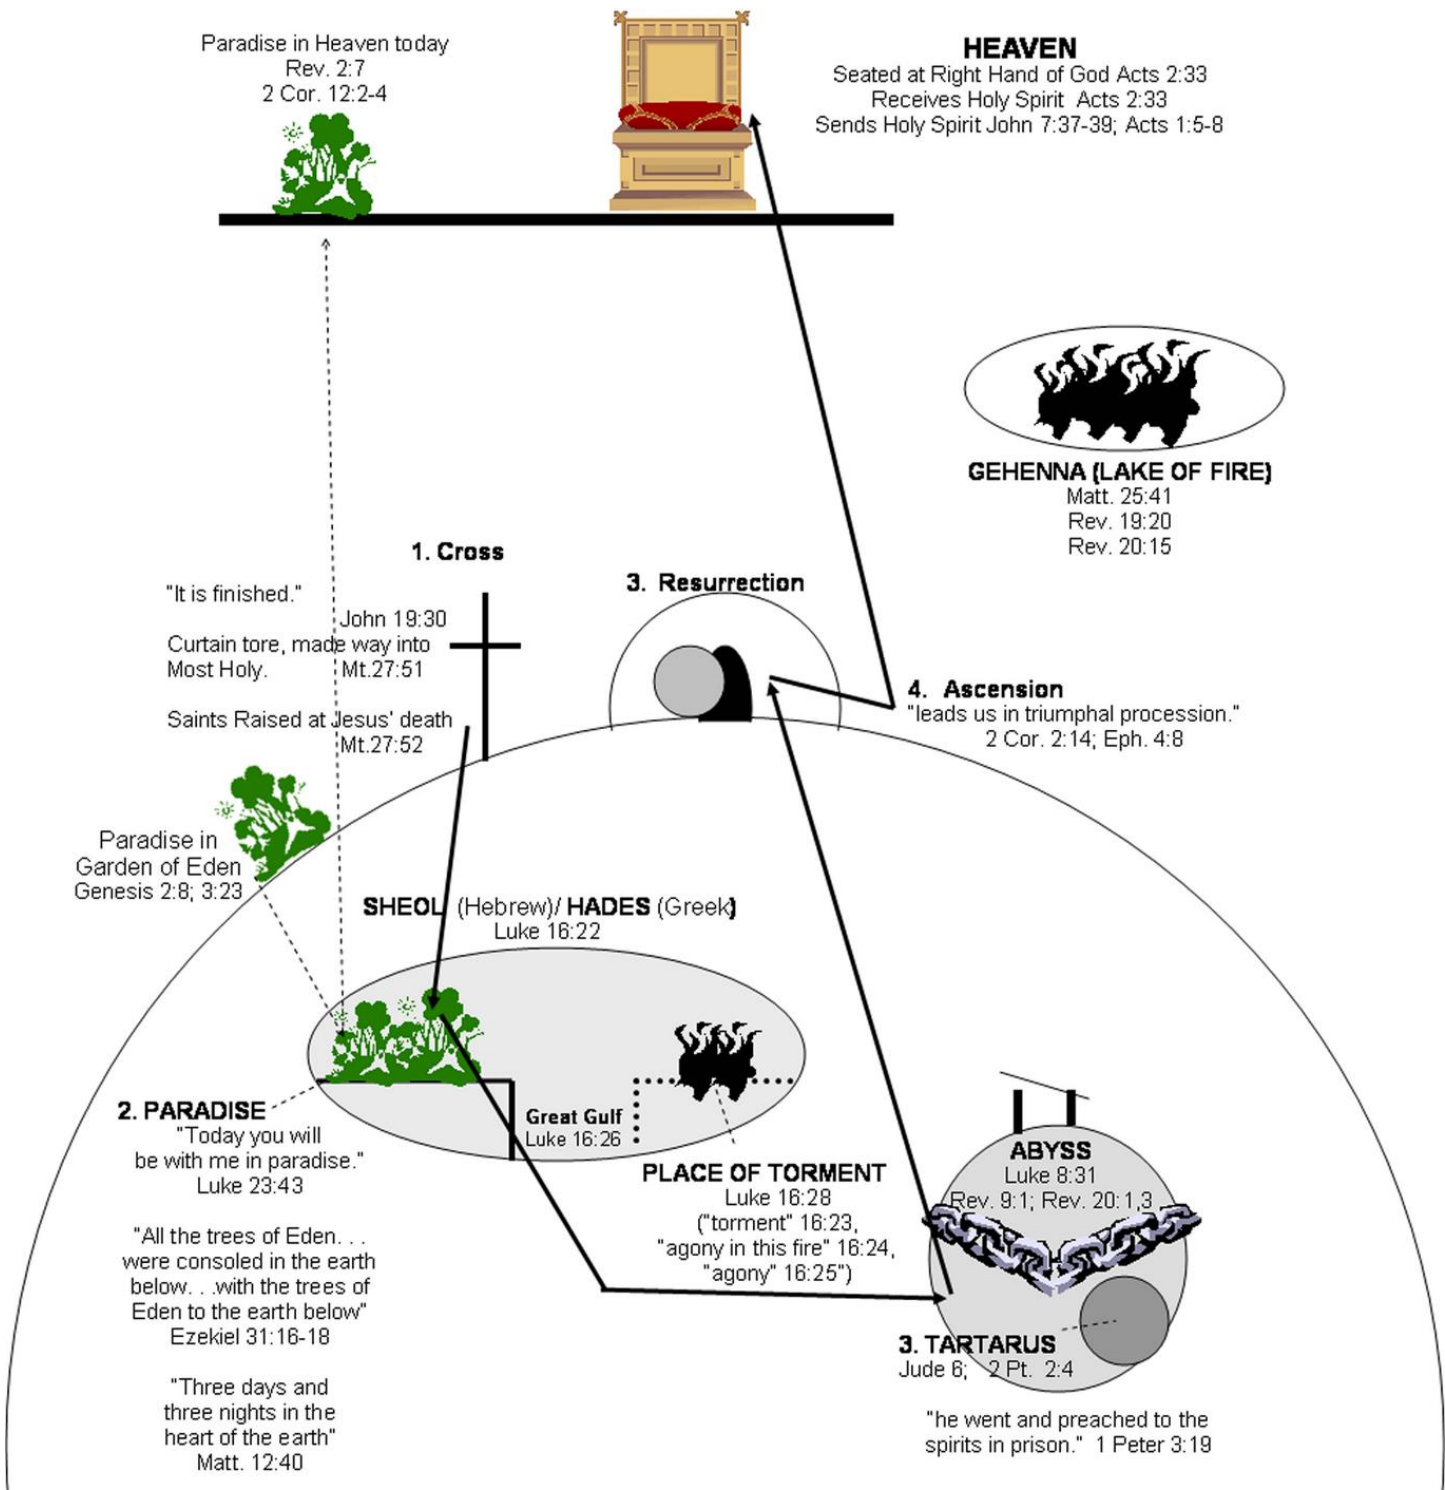 Paradise in Heaven today
Rev. 2:7
2 Cor. 12:2-4
HEAVEN
Seated at Right Hand of God Acts 2:33
Receives Holy Spirit Acts 2:33
Sends Holy Spirit John 7:37-39; Acts 1:5-8
GEHENNA (LAKE OF FIRE)
Matt. 25:41
Rev. 19:20
Rev. 20:15
1. Cross
"It is finished."
John 19:30
Curtain tore, made way into
Most Holy. Mt.27:51
Saints Raised at Jesus' death
Mt.27:52
3. Resurrection
4. Ascension
"leads us in triumphal procession."
2 Cor. 2:14; Eph. 4:8
Paradise in
Garden of Eden
Genesis 2:8; 3:23
SHEOL (Hebrew)/ HADES (Greek)
Luke 16:22
Great Gulf
Luke 16:26
2. PARADISE
"Today you will
be with me in paradise."
Luke 23:43
"All the trees of Eden. . .
were consoled in the earth
below. . .with the trees of
Eden to the earth below"
Ezekiel 31:16-18
"Three days and
three nights in the
heart of the earth"
Matt. 12:40
PLACE OF TORMENT
Luke 16:28
("torment" 16:23,
"agony in this fire" 16:24,
"agony" 16:25")
ABYSS
Luke 8:31
Rev. 9:1; Rev. 20:1,3
3. TARTARUS
Jude 6; 2 Pt. 2:4
"he went and preached to the
spirits in prison." 1 Peter 3:19